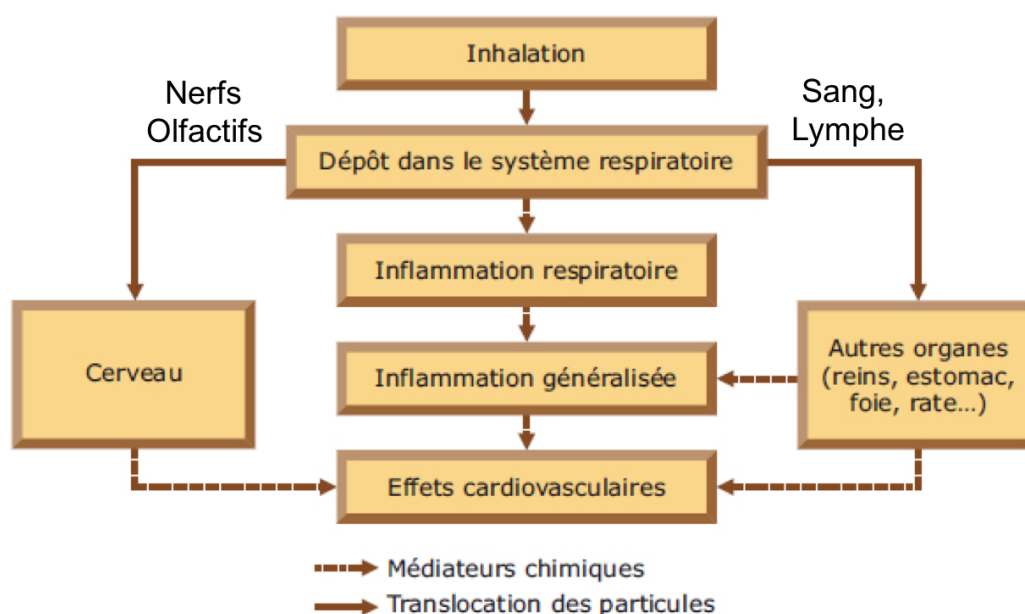 Inhalation
Nerfs
Olfactifs
Sang,
Lymphe
Dépôt dans le système respiratoire
Inflammation respiratoire
Cerveau
Inflammation généralisée
Autres organes
(reins, estomac,
foie, rate...)
Effets cardiovasculaires
Médiateurs chimiques
Translocation des particules